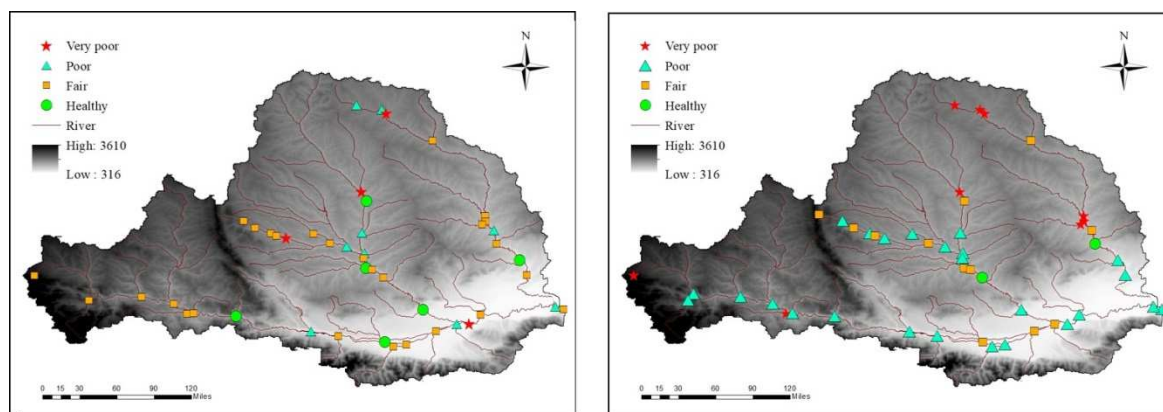 N
Very poor
Poor
Fair
Healthy
River
High: 3610
Low : 316
0 15 30 60 90 120
Miles
N
Very poor
Poor
Fair
Healthy
River
High: 3610
Low : 316
0 15 30 60 90 120
Miles